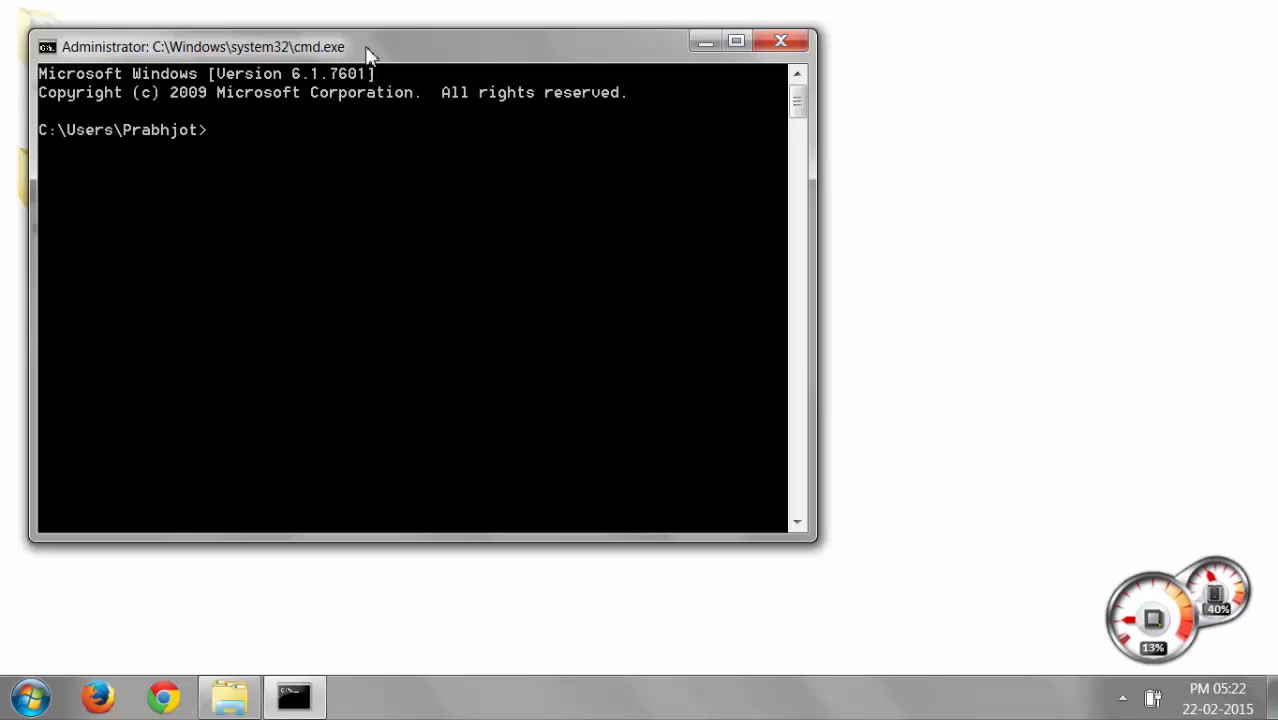 Administrator: C:\Windows\system32\cmd.exe
Microsoft Windows [Version 6.1.7601]
Copyright (c) 2009 Microsoft Corporation.  All rights reserved.
C:\Users\Prabhjot>
40%
13%
PM 05:22
22-02-2015